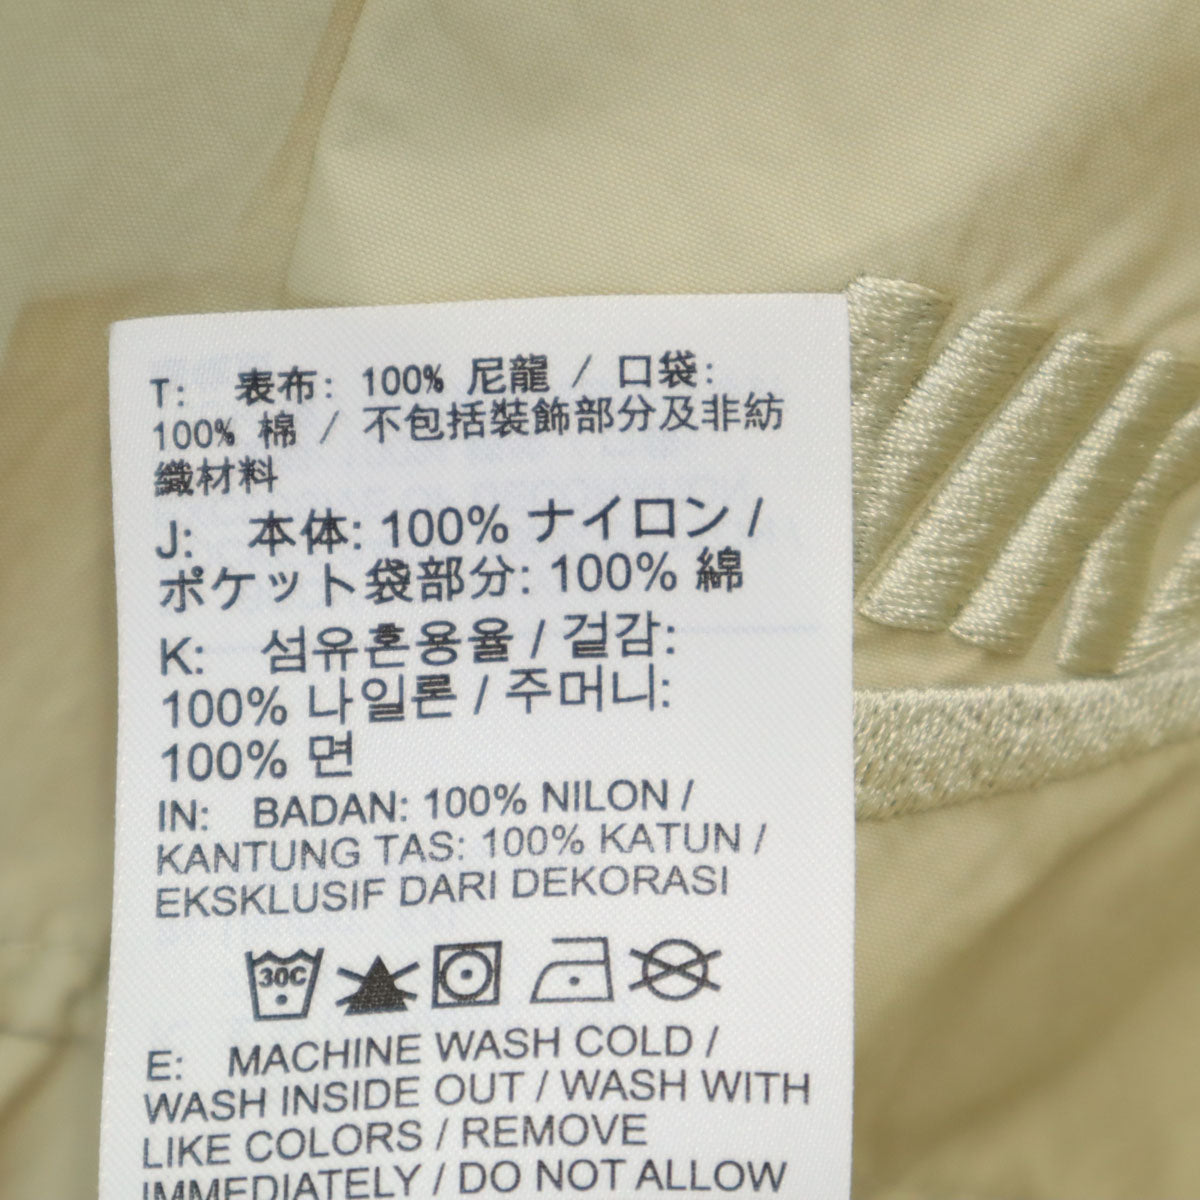 T: 表布: 100% 尼龍 / 口袋:
100% 棉 / 不包括裝飾部分及非紡
織材料
J: 本体: 100% ナイロン /
ポケット袋部分: 100% 綿
K: 섬유혼용율 / 겉감:
100% 나일론 / 주머니:
100% 면
IN: BADAN: 100% NILON /
KANTUNG TAS: 100% KATUN /
EKSKLUSIF DARI DEKORASI
30C
E: MACHINE WASH COLD /
WASH INSIDE OUT / WASH WITH
LIKE COLORS / REMOVE
IMMEDIATELY / DO NOT ALLOW